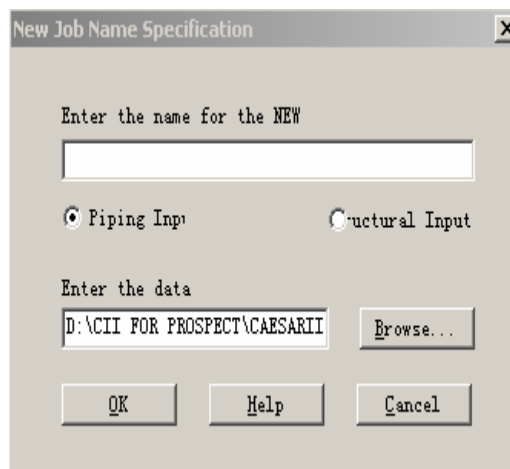 New Job Name Specification
Enter the name for the NEW
Piping Inp
ructural Input
Enter the data
D:\CII FOR PROSPECT\CAESARII
Browse...
OK Help Cancel